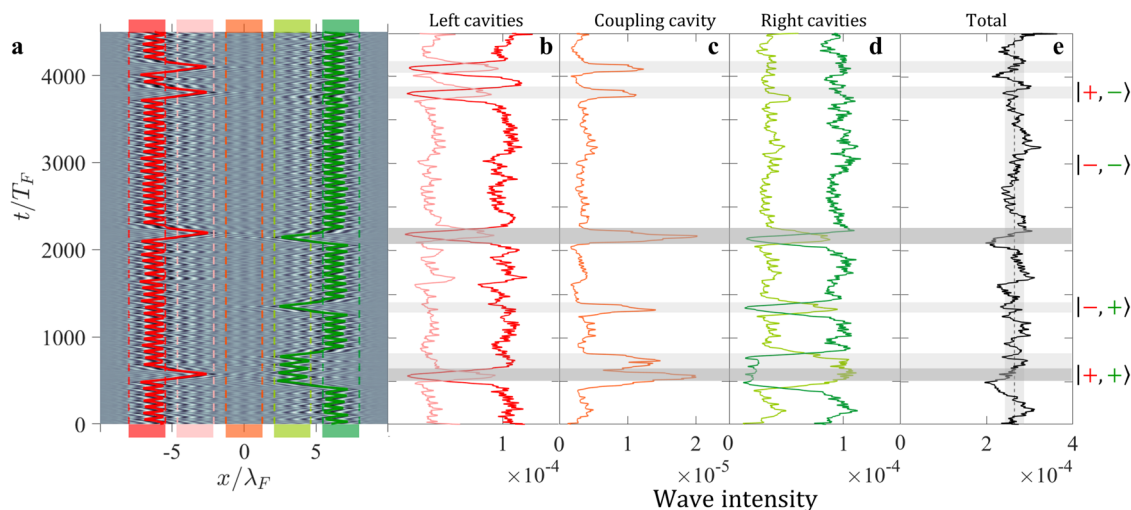 Left cavities Coupling cavity Right cavities Total
a b c d e
4000
3000
2000
1000
0
t/T_F
|+,−⟩
|−,−⟩
|−,+⟩
|+,+⟩
-5 0 5 1 0 1 2 0 1 0 2 4
×10⁻⁴ ×10⁻⁵ ×10⁻⁴ ×10⁻⁴
x/λ_F
Wave intensity